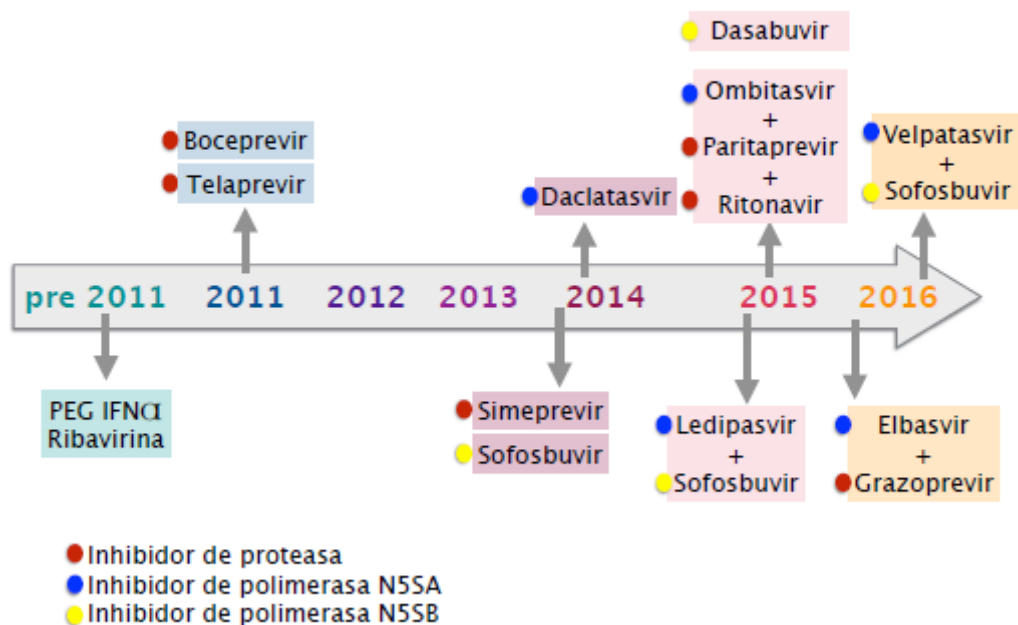 Dasabuvir
Ombitasvir
+
Paritaprevir
+
Ritonavir
Velpatasvir
+
Sofosbuvir
Boceprevir
Telaprevir
Daclatasvir
pre 2011 2011 2012 2013 2014 2015 2016
PEG IFNα
Ribavirina
Simeprevir
Sofosbuvir
Ledipasvir
+
Sofosbuvir
Elbasvir
+
Grazoprevir
Inhibidor de proteasa
Inhibidor de polimerasa N5SA
Inhibidor de polimerasa N5SB